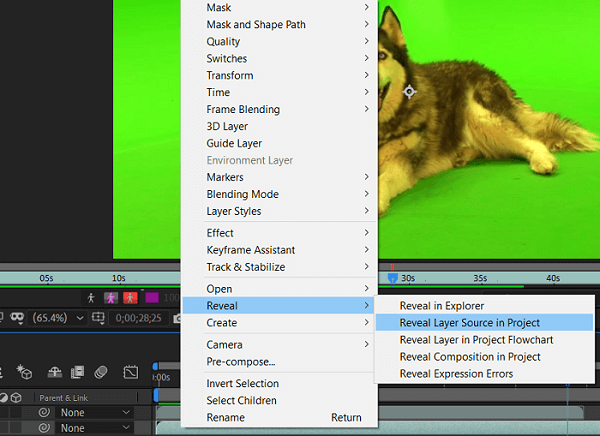 Mask
Mask and Shape Path
Quality
Switches
Transform
Time
Frame Blending
3D Layer
Guide Layer
Environment Layer
Markers
Blending Mode
Layer Styles
Effect
Keyframe Assistant
Track & Stabilize
Open
Reveal
Create
Camera
Pre-compose...
Invert Selection
Select Children
Rename Return
Reveal in Explorer
Reveal Layer Source in Project
Reveal Layer in Project Flowchart
Reveal Composition in Project
Reveal Expression Errors
05s 10s 30s 35s 40s
(65.4%) 0;00;28;25
:00s
Parent & Link
None
None